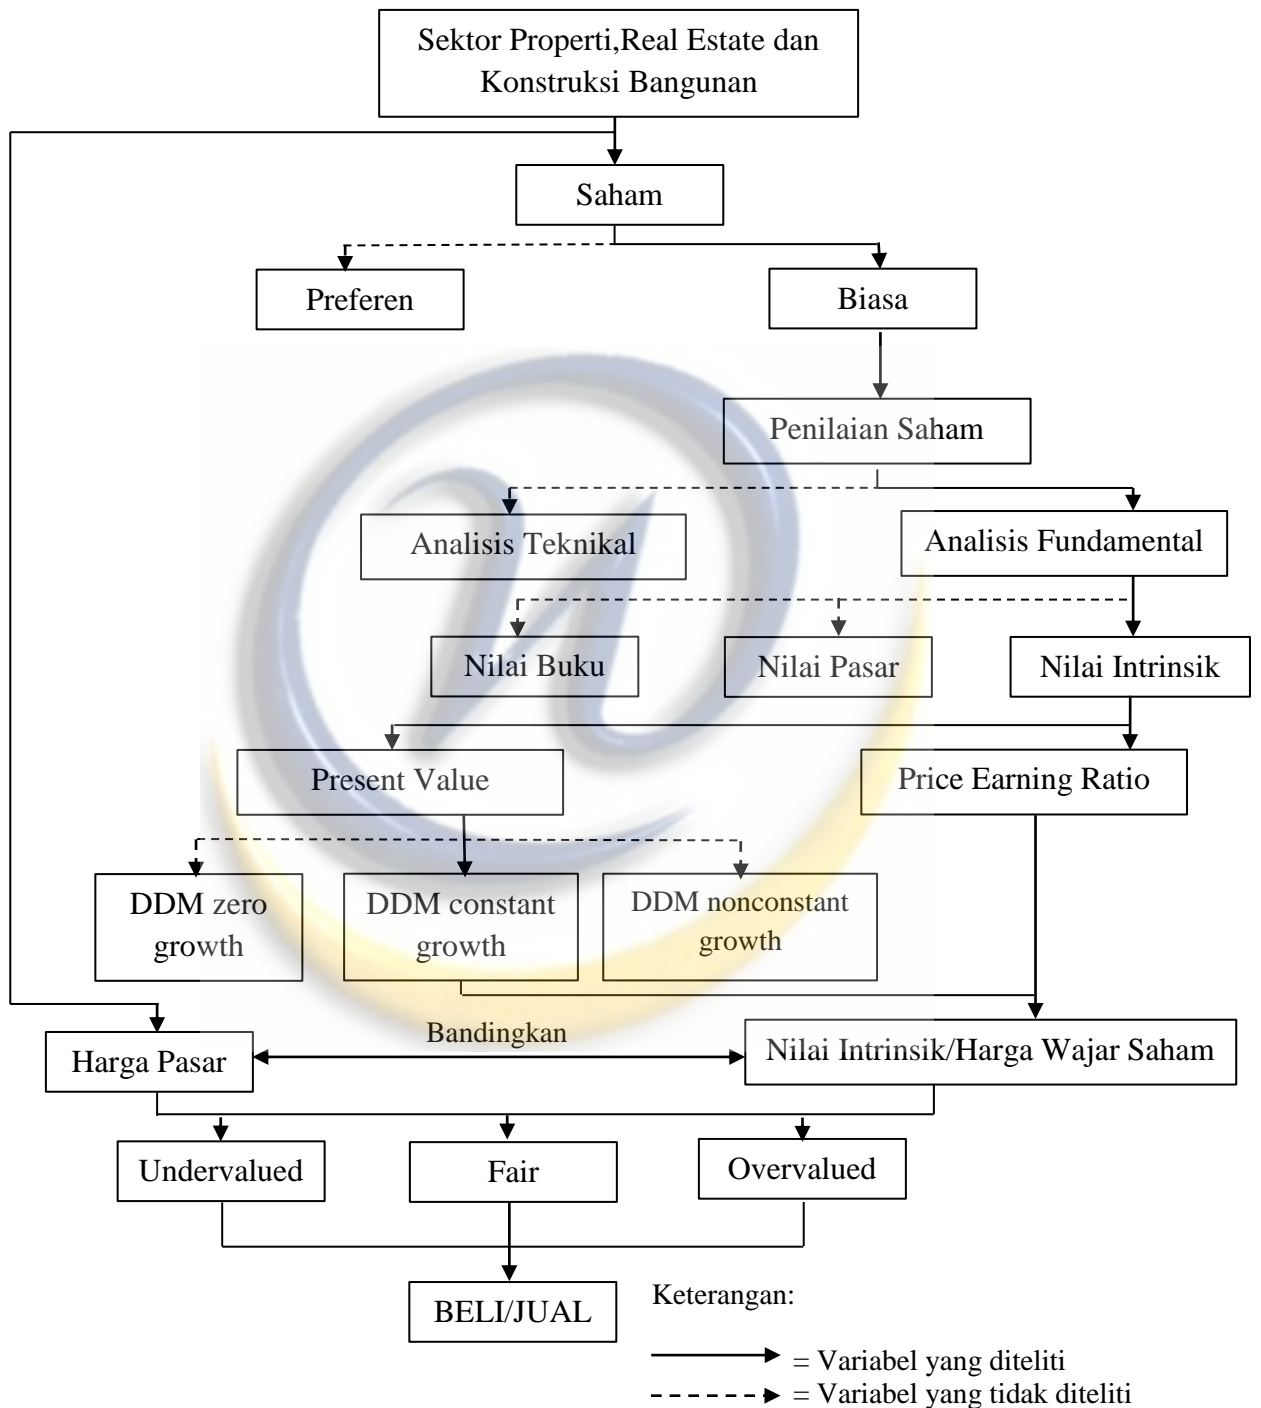 Sektor Properti,Real Estate dan
Konstruksi Bangunan
Saham
Preferen
Biasa
Penilaian Saham
Analisis Teknikal
Analisis Fundamental
Nilai Buku
Nilai Pasar
Nilai Intrinsik
Present Value
Price Earning Ratio
DDM zero
growth
DDM constant
growth
DDM nonconstant
growth
Bandingkan
Harga Pasar
Nilai Intrinsik/Harga Wajar Saham
Undervalued
Fair
Overvalued
BELI/JUAL
Keterangan:
= Variabel yang diteliti
= Variabel yang tidak diteliti